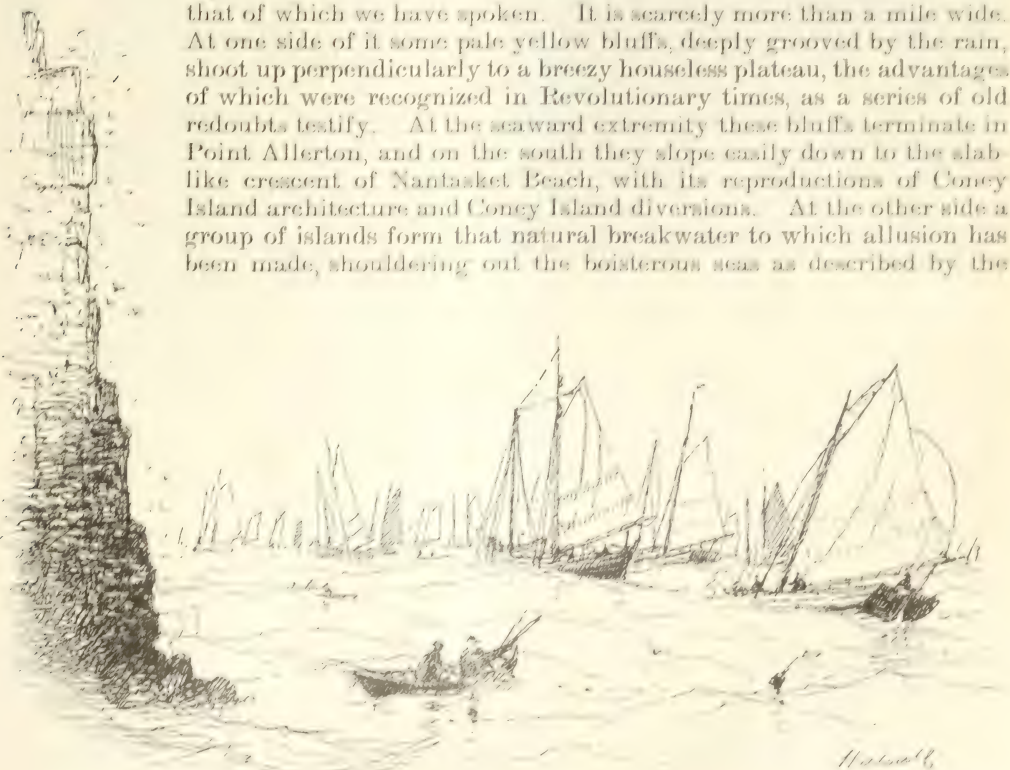 that of which we have spoken. It is scarcely more than a mile wide.
At one side of it some pale yellow bluffs, deeply grooved by the rain,
shoot up perpendicularly to a breezy houseless plateau, the advantages
of which were recognized in Revolutionary times, as a series of old
redoubts testify. At the seaward extremity these bluffs terminate in
Point Allerton, and on the south they slope easily down to the slab-
like crescent of Nantasket Beach, with its reproductions of Coney
Island architecture and Coney Island diversions. At the other side a
group of islands form that natural breakwater to which allusion has
been made, shouldering out the boisterous seas as described by the